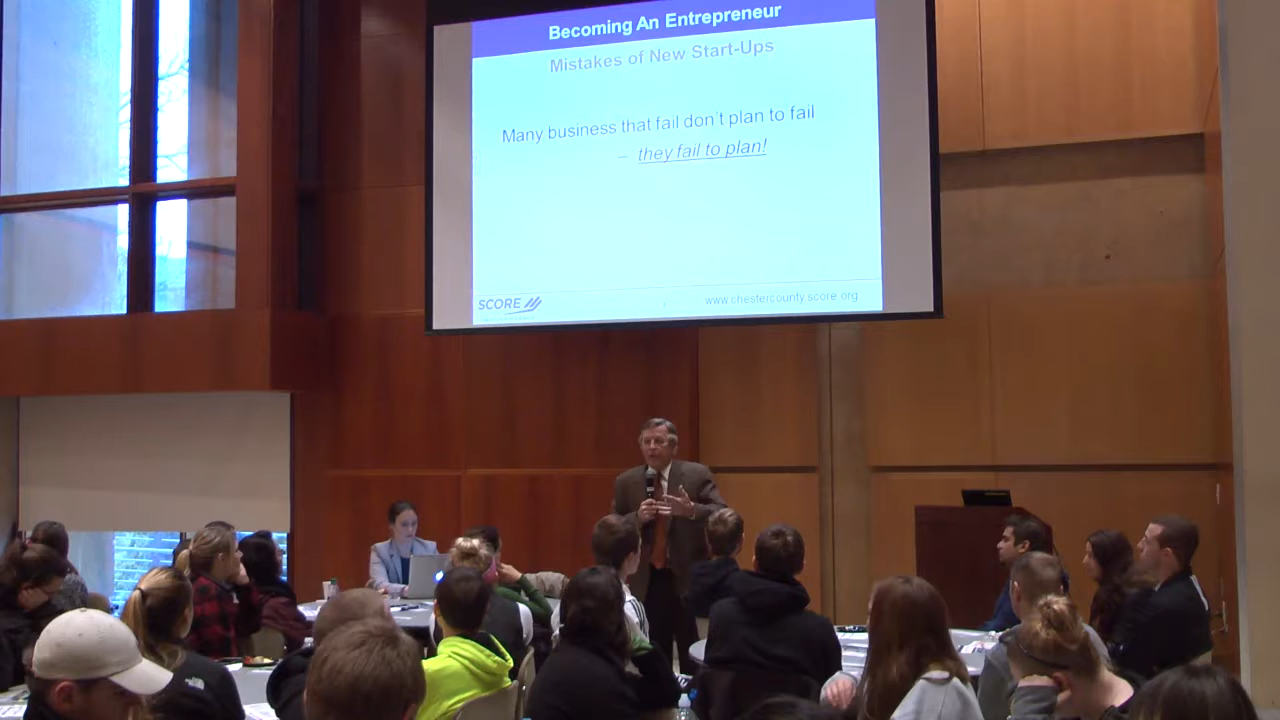 Becoming An Entrepreneur
Mistakes of New Start-Ups
Many business that fail don't plan to fail
– they fail to plan!
SCORE
www.chestercounty.score.org